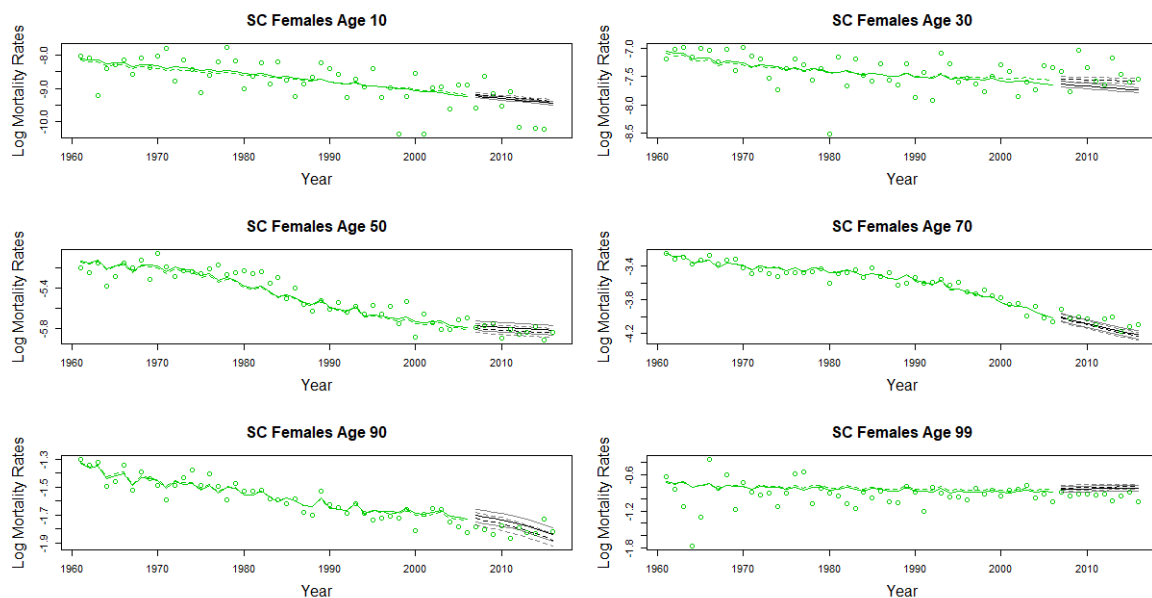 SC Females Age 10
Log Mortality Rates
-8.0
-9.0
-10.0
1960 1970 1980 1990 2000 2010
Year
SC Females Age 30
Log Mortality Rates
-7.0
-7.5
-8.0
-8.5
1960 1970 1980 1990 2000 2010
Year
SC Females Age 50
Log Mortality Rates
-5.4
-5.8
1960 1970 1980 1990 2000 2010
Year
SC Females Age 70
Log Mortality Rates
-3.4
-3.8
-4.2
1960 1970 1980 1990 2000 2010
Year
SC Females Age 90
Log Mortality Rates
-1.3
-1.5
-1.7
-1.9
1960 1970 1980 1990 2000 2010
Year
SC Females Age 99
Log Mortality Rates
-0.6
-1.2
-1.8
1960 1970 1980 1990 2000 2010
Year